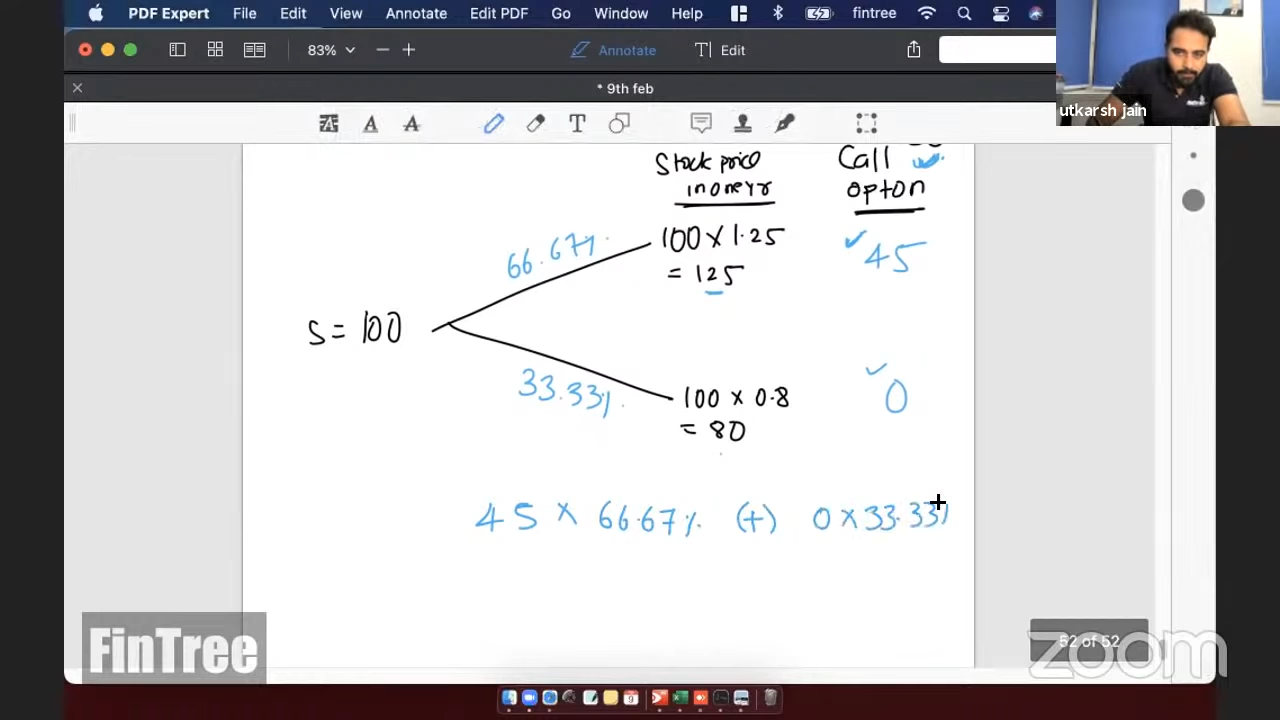 PDF Expert File Edit View Annotate Edit PDF Go Window Help fintree
83% Annotate Edit
* 9th feb
utkarsh jain
Stock price
in one yr
Call
opton
66.67%
100 x 1.25
= 125
45
S = 100
33.33%
100 x 0.8
= 80
0
45 x 66.67% (+) 0 x 33.33%
FinTree
52 of 52
zoom